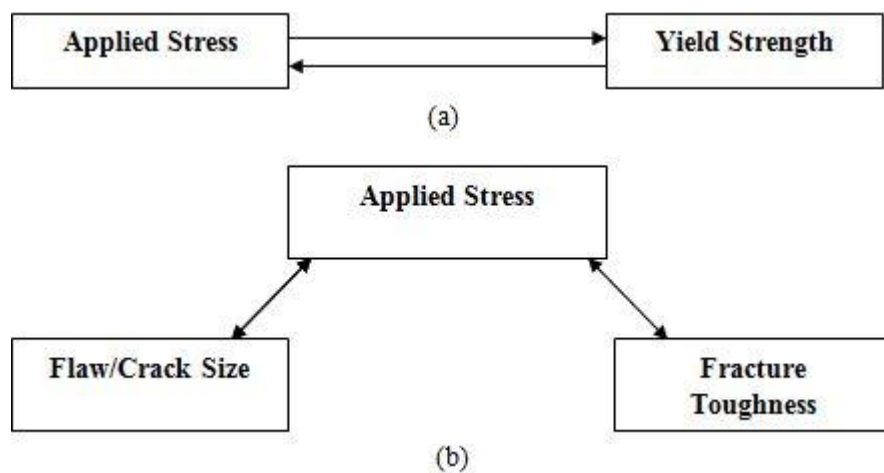 Applied Stress
Yield Strength
(a)
Applied Stress
Flaw/Crack Size
Fracture
Toughness
(b)